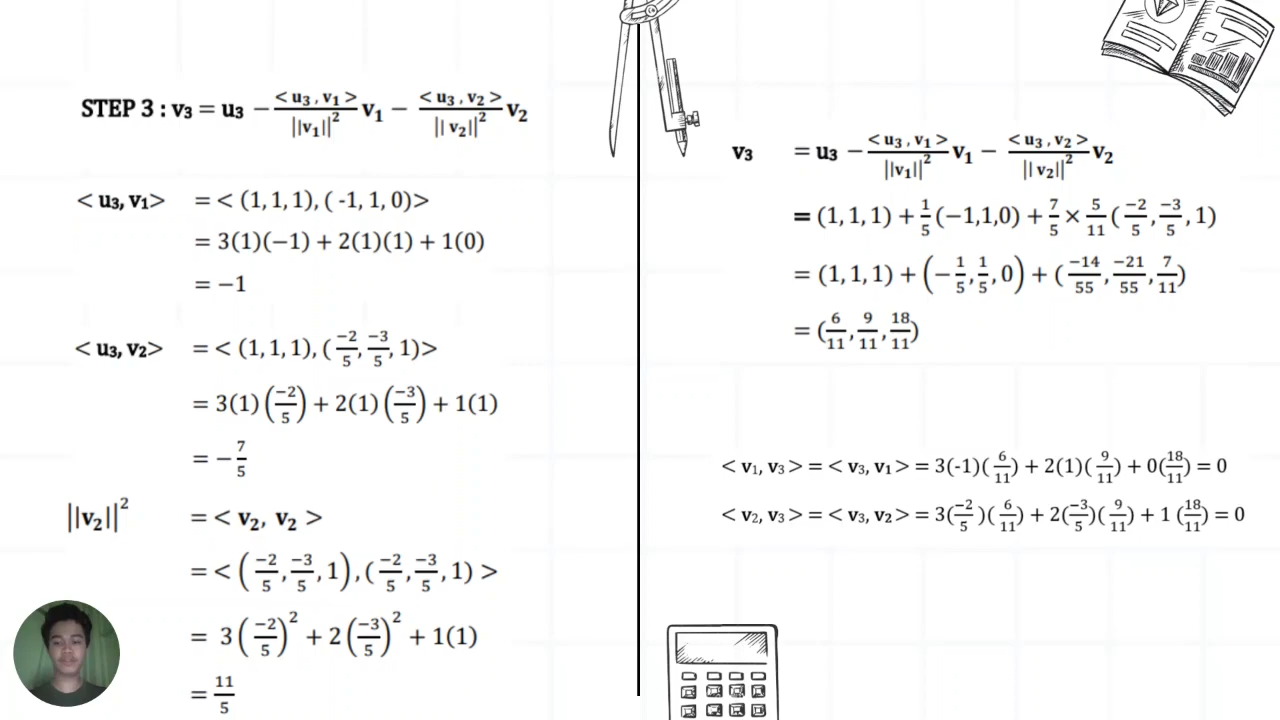 STEP 3 : v₃ = u₃ − <u₃ , v₁>/||v₁||² v₁ − <u₃ , v₂>/|| v₂||² v₂
< u₃, v₁> = < (1, 1, 1), ( -1, 1, 0)>
= 3(1)(−1) + 2(1)(1) + 1(0)
= −1
< u₃, v₂> = < (1, 1, 1), (−2/5, −3/5, 1)>
= 3(1)(−2/5) + 2(1)(−3/5) + 1(1)
= −7/5
||v₂||² = < v₂, v₂ >
= < (−2/5, −3/5, 1), (−2/5, −3/5, 1) >
= 3(−2/5)² + 2(−3/5)² + 1(1)
= 11/5
v₃ = u₃ − <u₃ , v₁>/||v₁||² v₁ − <u₃ , v₂>/|| v₂||² v₂
= (1, 1, 1) + 1/5(−1,1,0) + 7/5 × 5/11(−2/5, −3/5, 1)
= (1, 1, 1) + (−1/5, 1/5, 0) + (−14/55, −21/55, 7/11)
= (6/11, 9/11, 18/11)
< v₁, v₃ > = < v₃, v₁ > = 3(-1)(6/11) + 2(1)(9/11) + 0(18/11) = 0
< v₂, v₃ > = < v₃, v₂ > = 3(−2/5)(6/11) + 2(−3/5)(9/11) + 1 (18/11) = 0